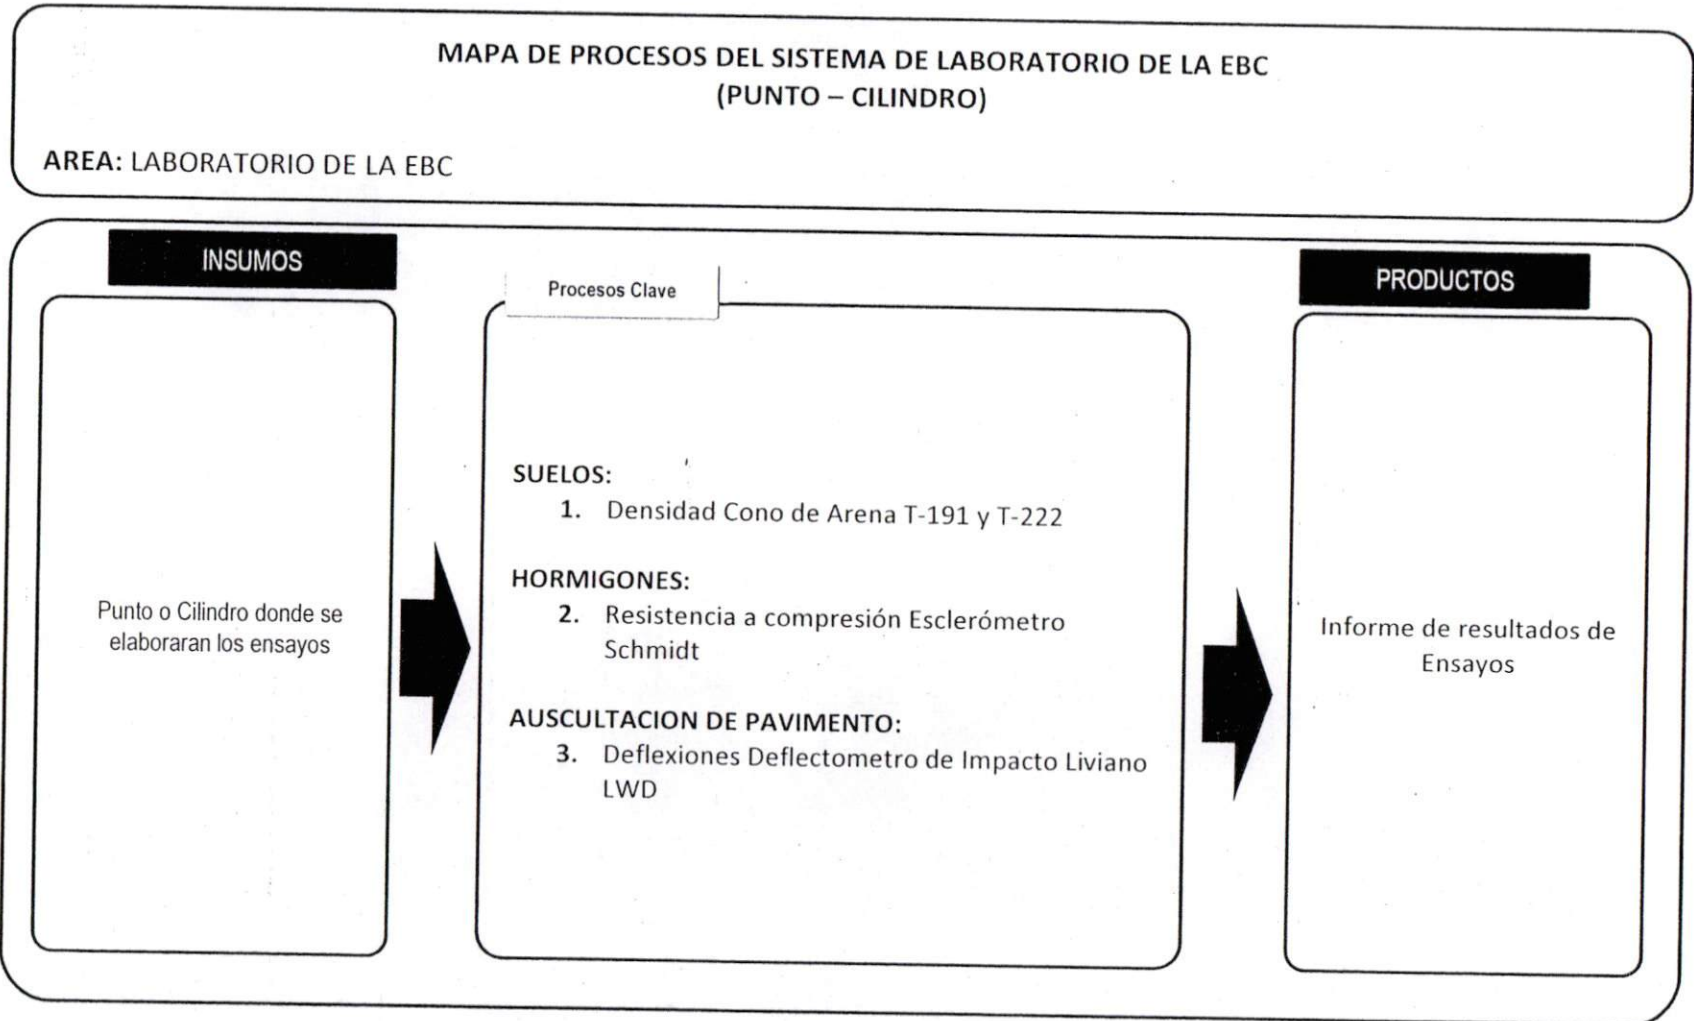 MAPA DE PROCESOS DEL SISTEMA DE LABORATORIO DE LA EBC
(PUNTO – CILINDRO)
AREA: LABORATORIO DE LA EBC
INSUMOS
Punto o Cilindro donde se
elaboraran los ensayos
Procesos Clave
SUELOS:
1. Densidad Cono de Arena T-191 y T-222
HORMIGONES:
2. Resistencia a compresión Esclerómetro
Schmidt
AUSCULTACION DE PAVIMENTO:
3. Deflexiones Deflectometro de Impacto Liviano
LWD
PRODUCTOS
Informe de resultados de
Ensayos